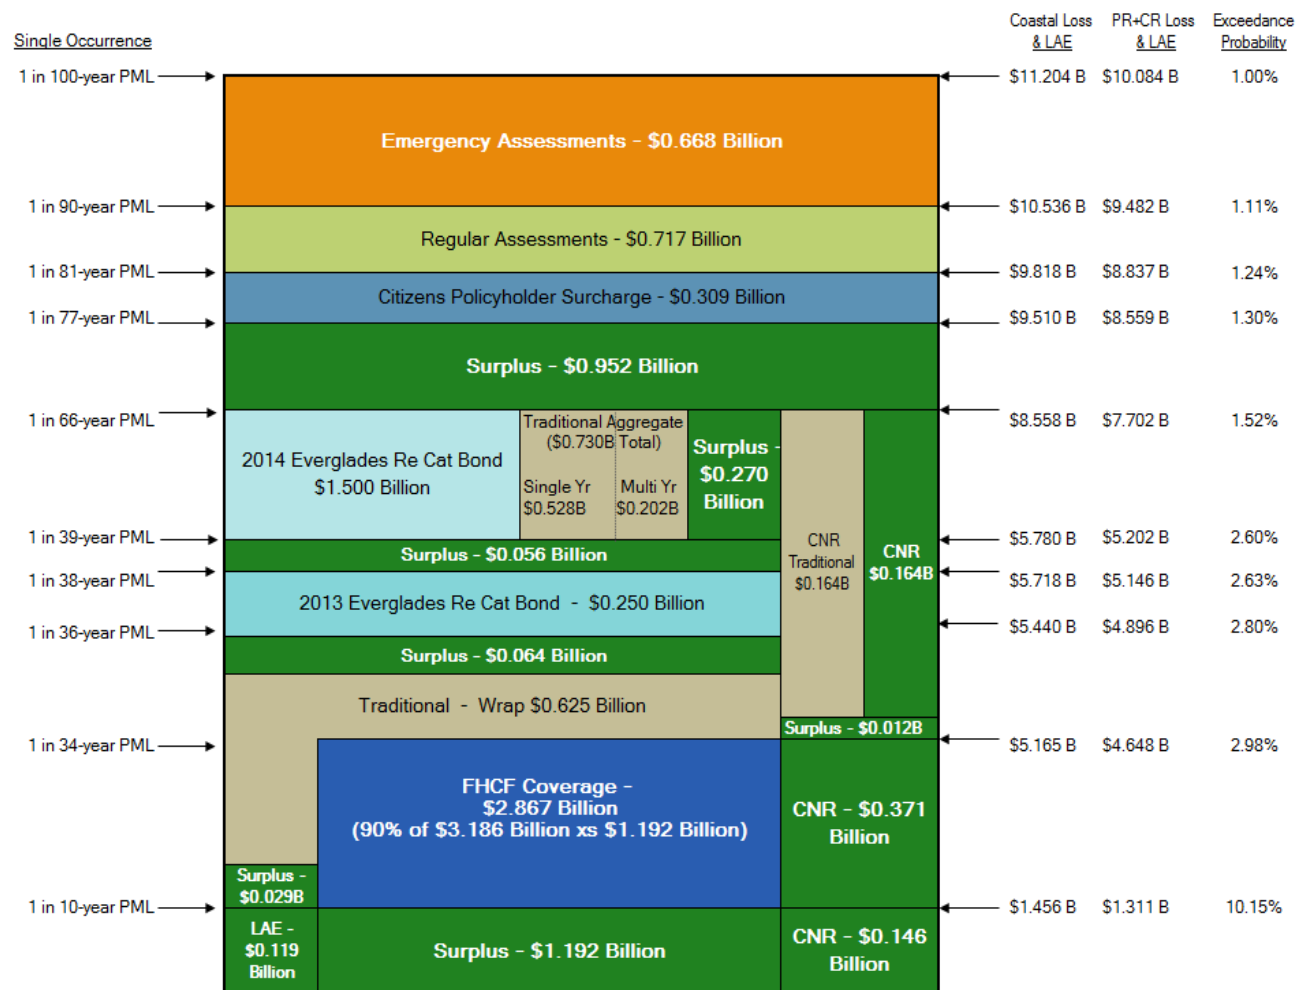 Single Occurrence
Coastal Loss
& LAE
PR+CR Loss
& LAE
Exceedance
Probability
1 in 100-year PML
$11.204 B
$10.084 B
1.00%
Emergency Assessments - $0.668 Billion
1 in 90-year PML
$10.536 B
$9.482 B
1.11%
Regular Assessments - $0.717 Billion
1 in 81-year PML
$9.818 B
$8.837 B
1.24%
Citizens Policyholder Surcharge - $0.309 Billion
1 in 77-year PML
$9.510 B
$8.559 B
1.30%
Surplus - $0.952 Billion
1 in 66-year PML
$8.558 B
$7.702 B
1.52%
2014 Everglades Re Cat Bond
$1.500 Billion
Traditional Aggregate
($0.730B Total)
Single Yr
$0.528B
Multi Yr
$0.202B
Surplus -
$0.270
Billion
CNR
Traditional
$0.164B
CNR
$0.164B
1 in 39-year PML
$5.780 B
$5.202 B
2.60%
Surplus - $0.056 Billion
1 in 38-year PML
$5.718 B
$5.146 B
2.63%
2013 Everglades Re Cat Bond - $0.250 Billion
1 in 36-year PML
$5.440 B
$4.896 B
2.80%
Surplus - $0.064 Billion
Traditional - Wrap $0.625 Billion
Surplus - $0.012B
1 in 34-year PML
$5.165 B
$4.648 B
2.98%
FHCF Coverage -
$2.867 Billion
(90% of $3.186 Billion xs $1.192 Billion)
CNR - $0.371
Billion
Surplus -
$0.029B
1 in 10-year PML
$1.456 B
$1.311 B
10.15%
LAE -
$0.119
Billion
Surplus - $1.192 Billion
CNR - $0.146
Billion